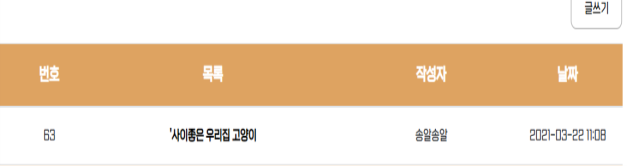 글쓰기
번호 목록 작성자 날짜
63 '사이좋은 우리집 고양이 송알송알 2021-03-22 11:08